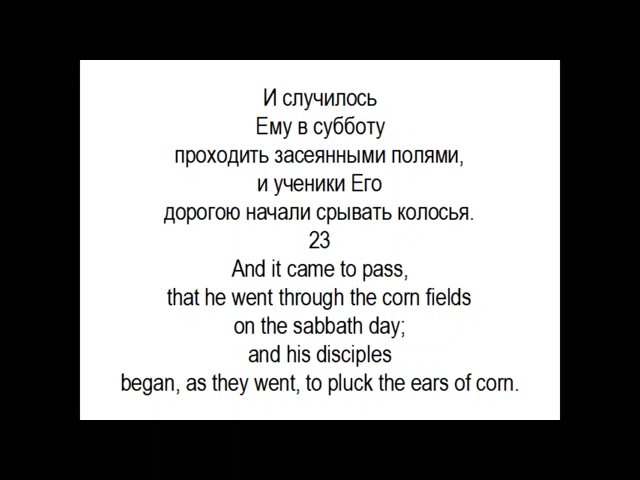 И случилось
Ему в субботу
проходить засеянными полями,
и ученики Его
дорогою начали срывать колосья.
23
And it came to pass,
that he went through the corn fields
on the sabbath day;
and his disciples
began, as they went, to pluck the ears of corn.